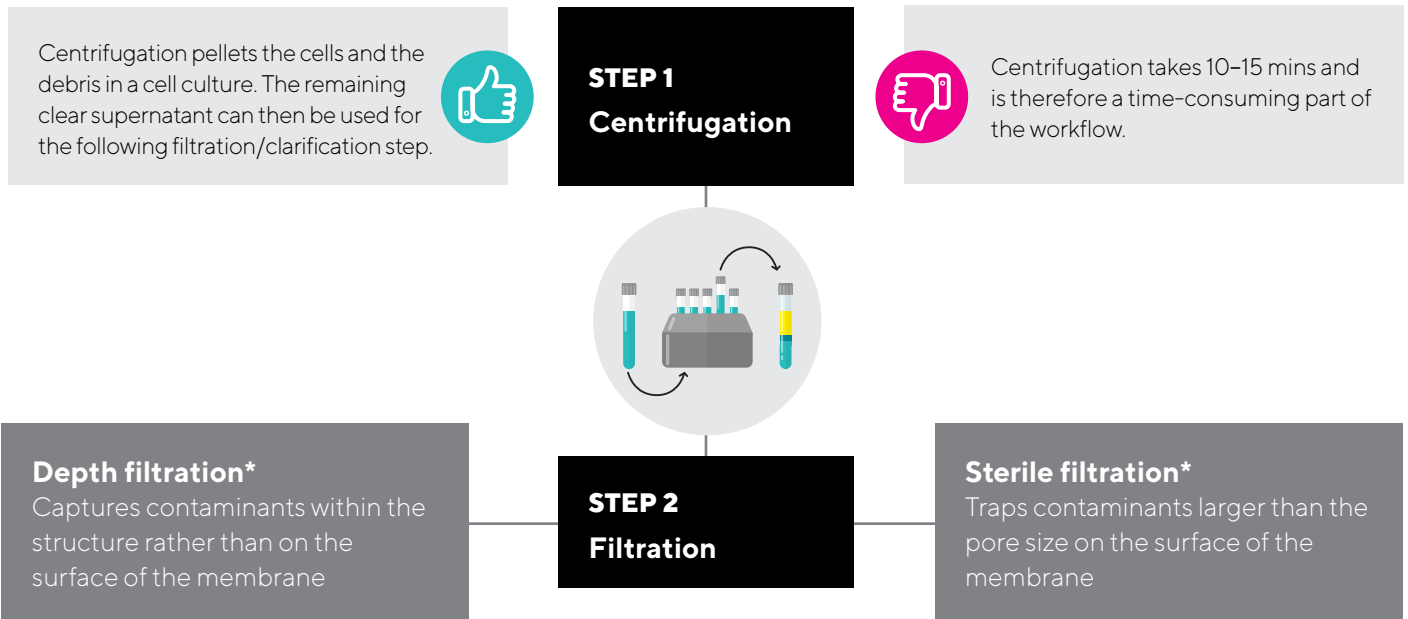 Centrifugation pellets the cells and the
debris in a cell culture. The remaining
clear supernatant can then be used for
the following filtration/clarification step.
STEP 1
Centrifugation
Centrifugation takes 10–15 mins and
is therefore a time-consuming part of
the workflow.
Depth filtration*
Captures contaminants within the
structure rather than on the
surface of the membrane
STEP 2
Filtration
Sterile filtration*
Traps contaminants larger than the
pore size on the surface of the
membrane